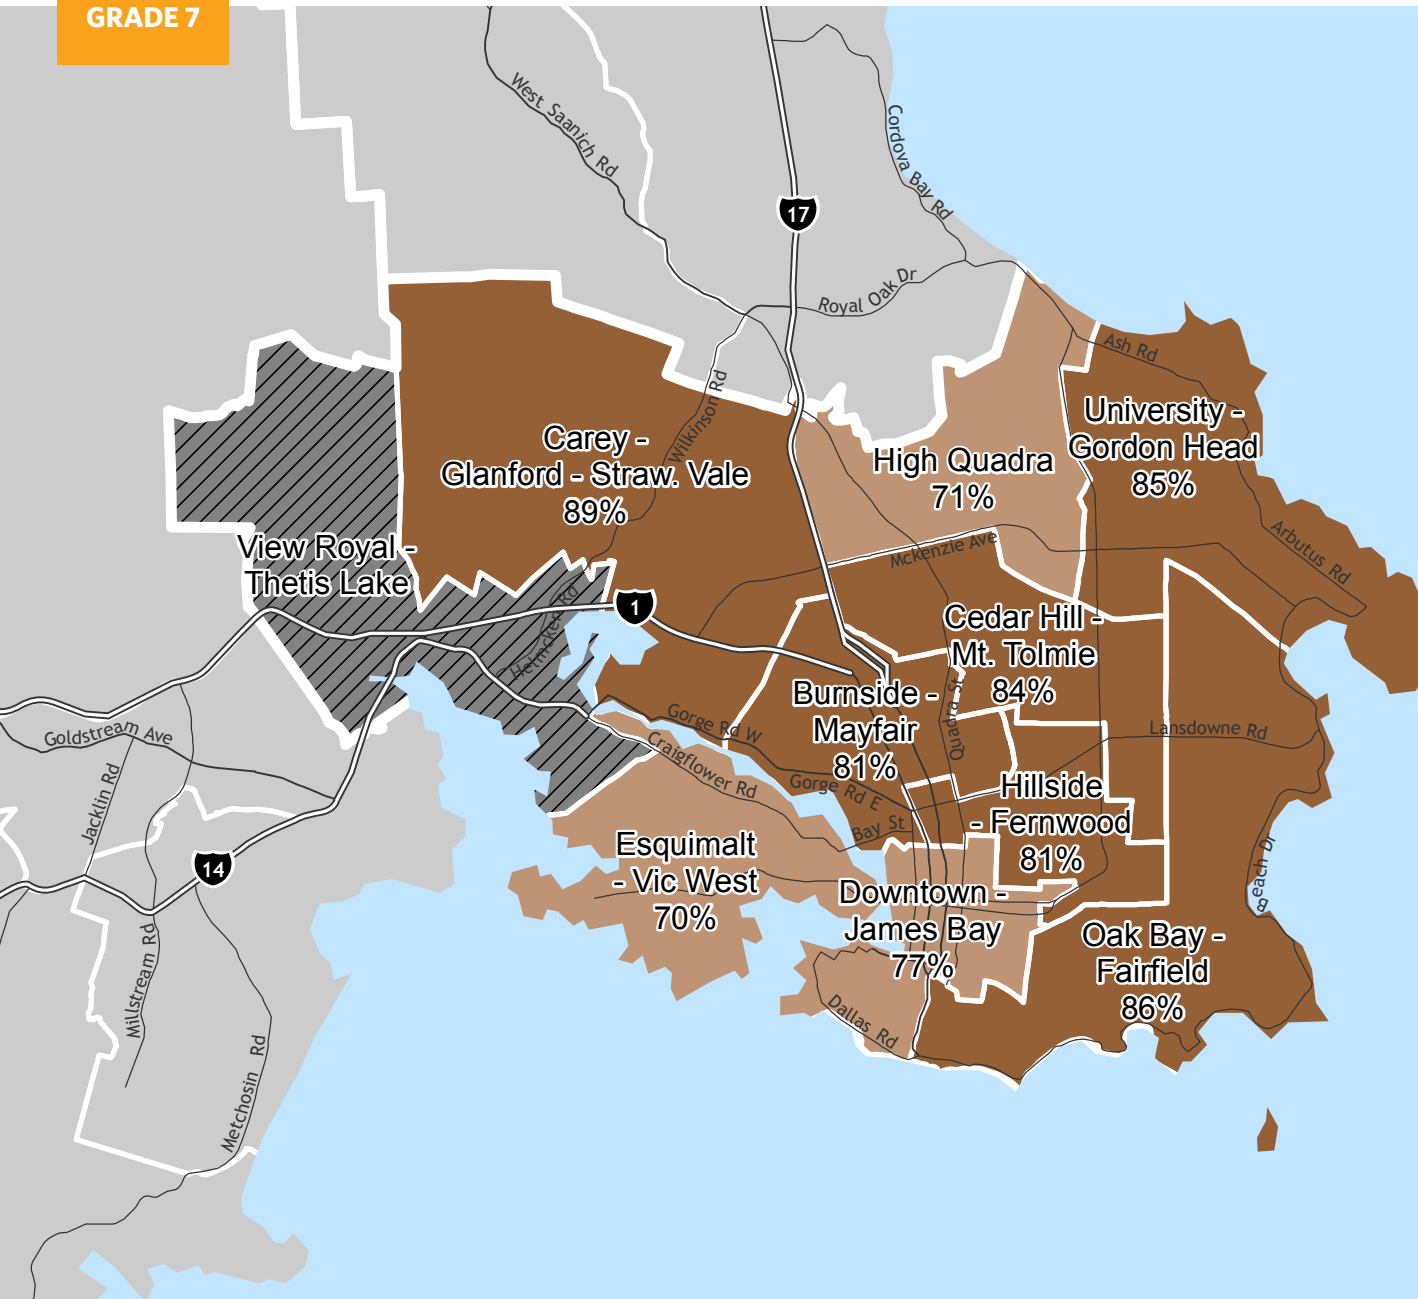 GRADE 7
West Saanich Rd
Cordova Bay Rd
17
Royal Oak Dr
Ash Rd
Wilkinson Rd
University -
Gordon Head
85%
Carey -
Glanford - Straw. Vale
89%
High Quadra
71%
Arbutus Rd
View Royal -
Thetis Lake
Mckenzie Ave
Helmcken Rd
1
Cedar Hill -
Mt. Tolmie
84%
Burnside -
Mayfair
81%
Quadra St
Gorge Rd W
Lansdowne Rd
Goldstream Ave
Craigflower Rd
Gorge Rd E
Jacklin Rd
Hillside
- Fernwood
81%
Bay St
Esquimalt
- Vic West
70%
14
Beach Dr
Downtown -
James Bay
77%
Oak Bay -
Fairfield
86%
Millstream Rd
Dallas Rd
Metchosin Rd